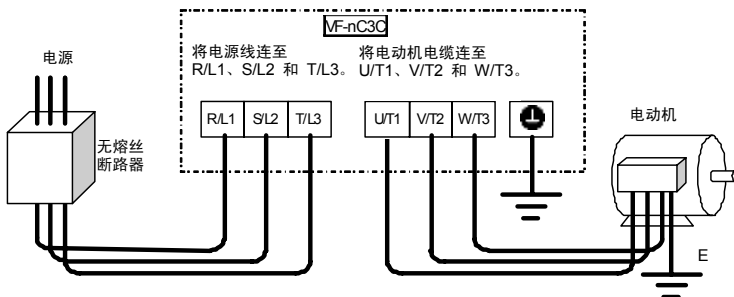 VF-nC3C
将电源线连至
R/L1、S/L2 和 T/L3。
将电动机电缆连至
U/T1、V/T2 和 W/T3。
电源
R/L1 S/L2 T/L3 U/T1 V/T2 W/T3
电动机
无熔丝
断路器
E